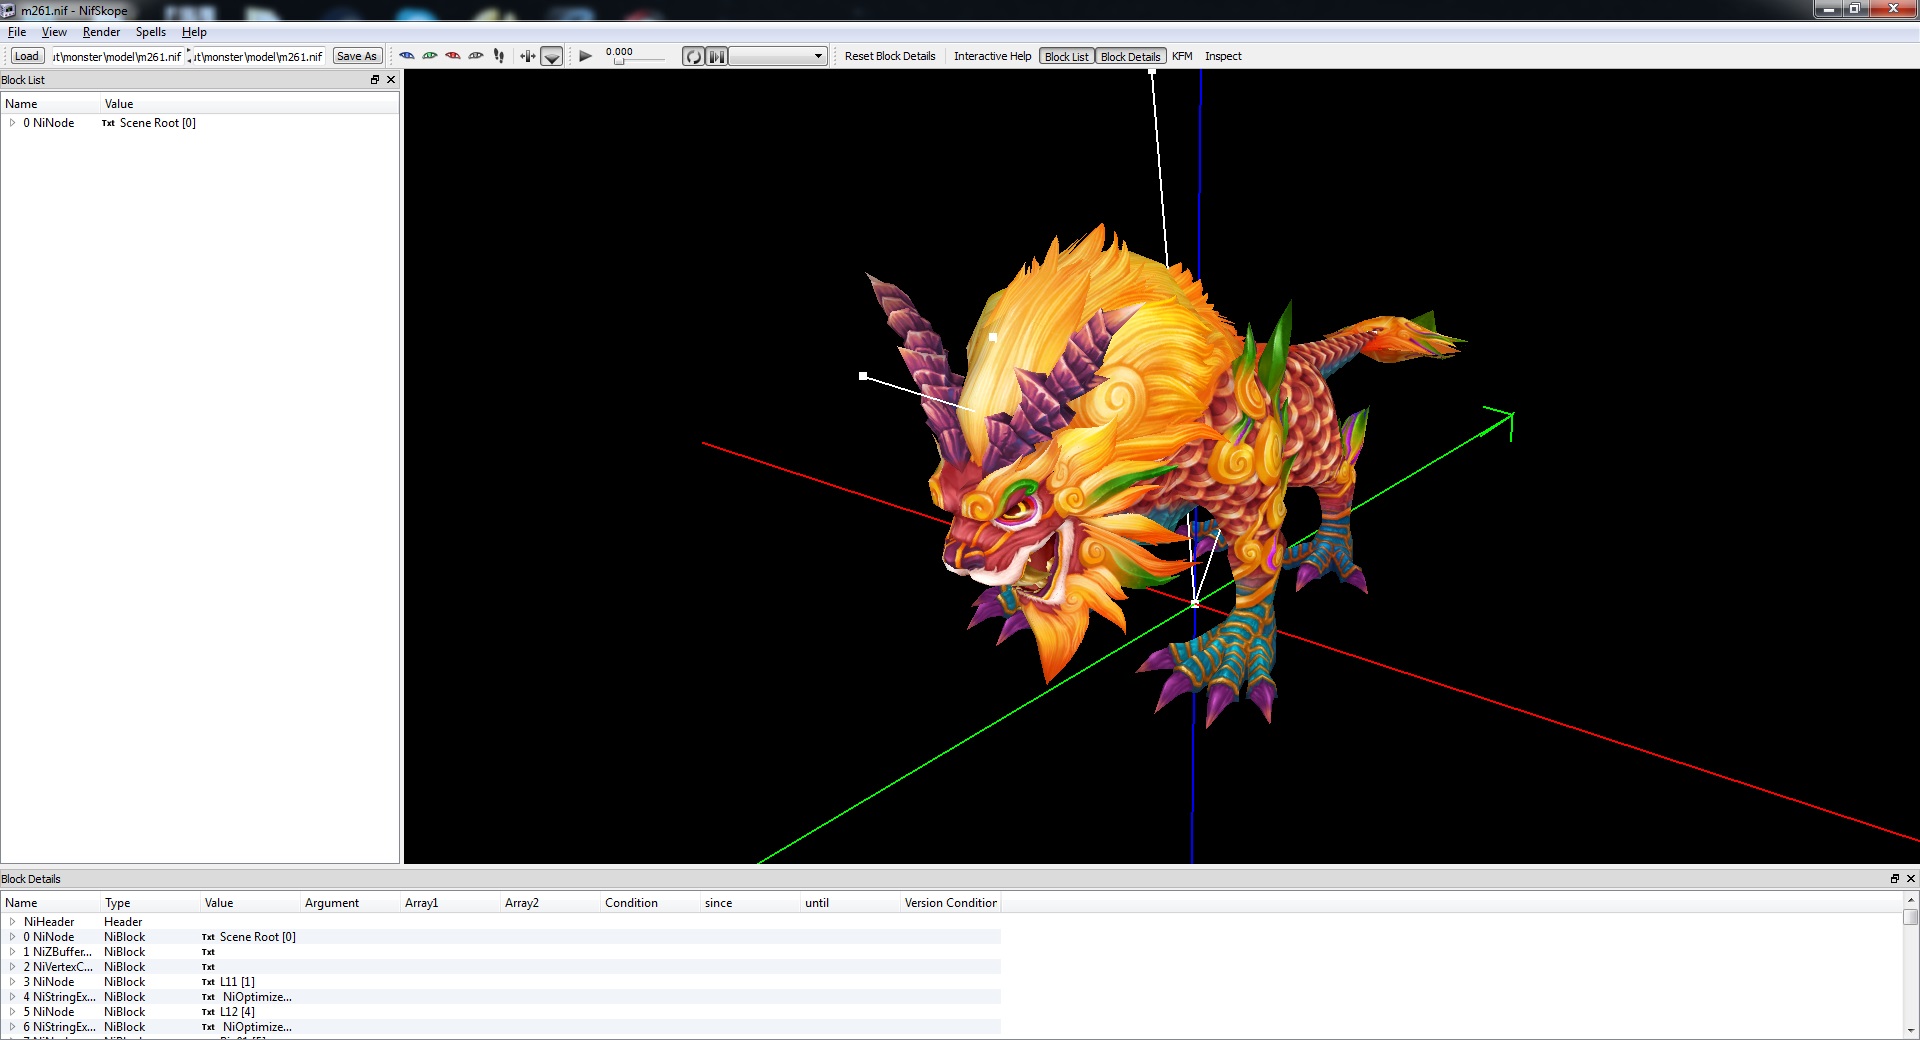 m261.nif - NifSkope
File View Render Spells Help
Load ut\monster\model\m261.nif ut\monster\model\m261.nif Save As 0.000 Reset Block Details Interactive Help Block List Block Details KFM Inspect
Block List
Name Value
0 NiNode Txt Scene Root [0]
Block Details
Name Type Value Argument Array1 Array2 Condition since until Version Condition
NiHeader Header
0 NiNode NiBlock Txt Scene Root [0]
1 NiZBuffer... NiBlock Txt
2 NiVertexC... NiBlock Txt
3 NiNode NiBlock Txt L11 [1]
4 NiStringEx... NiBlock Txt NiOptimize...
5 NiNode NiBlock Txt L12 [4]
6 NiStringEx... NiBlock Txt NiOptimize...